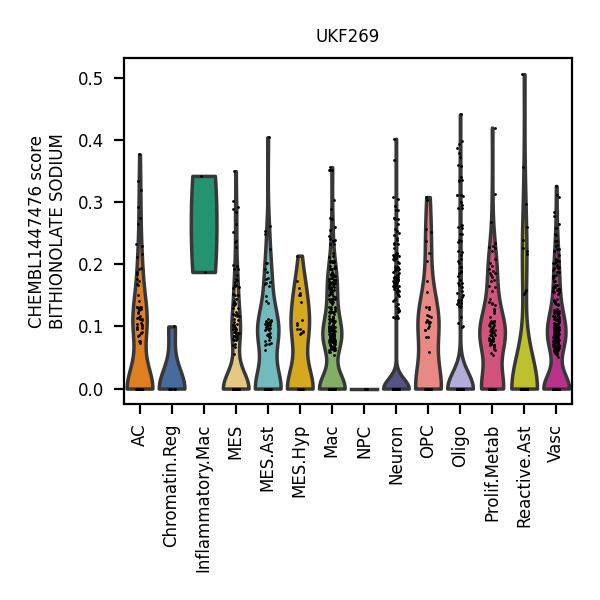 UKF269
CHEMBL1447476 score
BITHIONOLATE SODIUM
0.5
0.4
0.3
0.2
0.1
0.0
AC
Chromatin.Reg
Inflammatory.Mac
MES
MES.Ast
MES.Hyp
Mac
NPC
Neuron
OPC
Oligo
Prolif.Metab
Reactive.Ast
Vasc